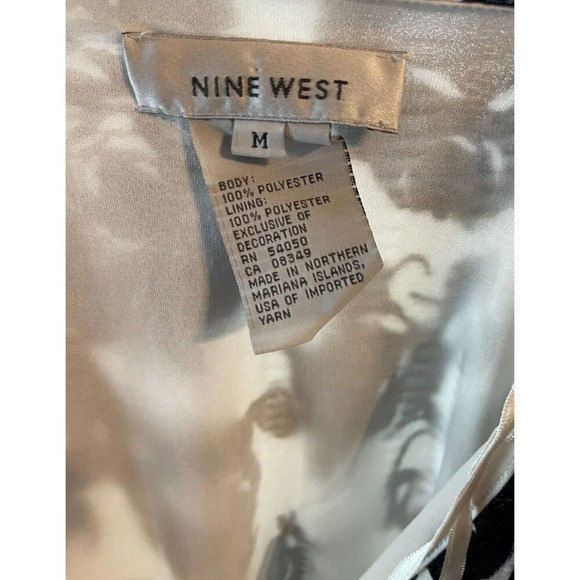 NINE WEST
M
BODY:
100% POLYESTER
LINING:
100% POLYESTER
EXCLUSIVE OF
DECORATION
RN 54050
CA 08349
MADE IN NORTHERN
MARIANA ISLANDS,
USA OF IMPORTED
YARN